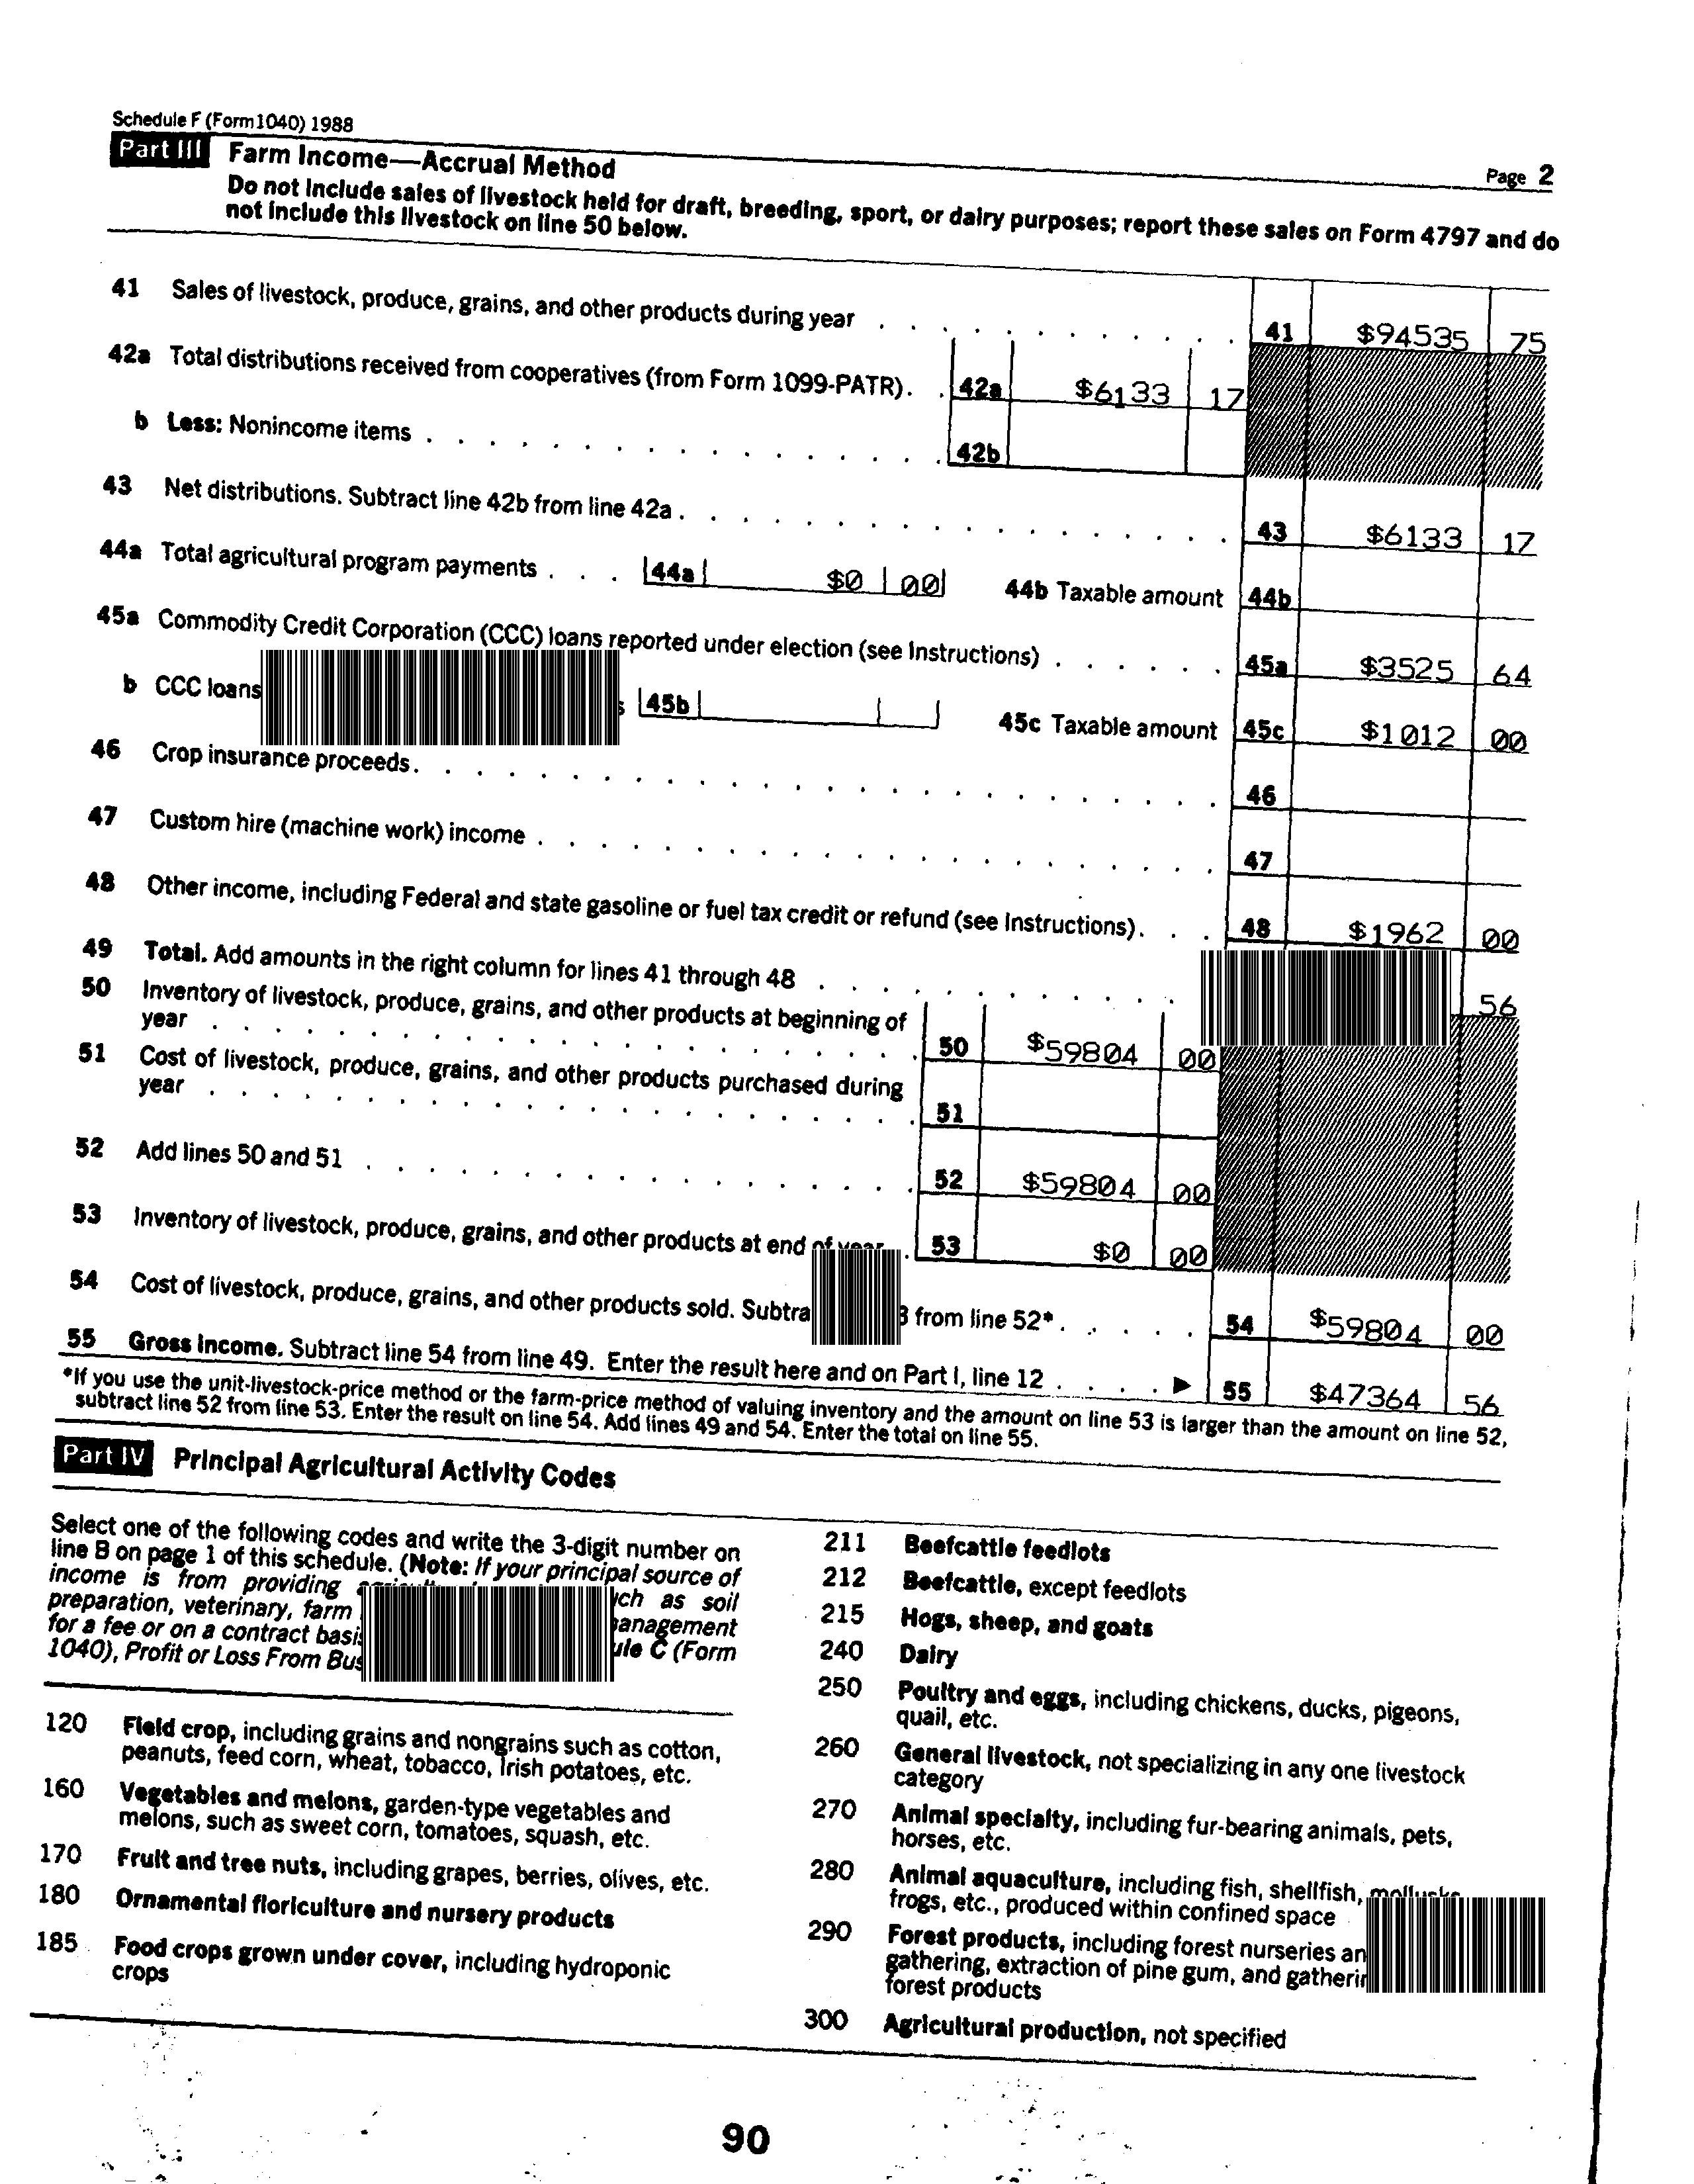 Schedule F (Form 1040) 1988
Page 2
Part III Farm Income—Accrual Method
Do not include sales of livestock held for draft, breeding, sport, or dairy purposes; report these sales on Form 4797 and do
not include this livestock on line 50 below.
41 Sales of livestock, produce, grains, and other products during year . . . . . . . . . . 41 $94535 75
42a Total distributions received from cooperatives (from Form 1099-PATR). . 42a $6133 17
b Less: Nonincome items . . . . . . . . . . . . . . . . . 42b
43 Net distributions. Subtract line 42b from line 42a . . . . . . . . . . . . . . . . . . 43 $6133 17
44a Total agricultural program payments . . . 44a $0 00 44b Taxable amount 44b
45a Commodity Credit Corporation (CCC) loans reported under election (see Instructions) . . . . . . 45a $3525 64
b CCC loans 45b 45c Taxable amount 45c $1012 00
46 Crop insurance proceeds. . . . . . . . . . . . . . . . . . . . . . . . . . 46
47 Custom hire (machine work) income . . . . . . . . . . . . . . . . . . . . . . 47
48 Other income, including Federal and state gasoline or fuel tax credit or refund (see Instructions). . . 48 $1962 00
49 Total. Add amounts in the right column for lines 41 through 48 . . . . . . . . . . . . 56
50 Inventory of livestock, produce, grains, and other products at beginning of
year . . . . . . . . . . . . . . . . . . . . . . . 50 $59804 00
51 Cost of livestock, produce, grains, and other products purchased during
year . . . . . . . . . . . . . . . . . . . . . . . 51
52 Add lines 50 and 51 . . . . . . . . . . . . . . . . . . 52 $59804 00
53 Inventory of livestock, produce, grains, and other products at end of year . 53 $0 00
54 Cost of livestock, produce, grains, and other products sold. from line 52* . . . . . 54 $59804 00
55 Gross income. Subtract line 54 from line 49. Enter the result here and on Part I, line 12 . . . . ▶ 55 $47364 56
*If you use the unit-livestock-price method or the farm-price method of valuing inventory and the amount on line 53 is larger than the amount on line 52,
subtract line 52 from line 53. Enter the result on line 54. Add lines 49 and 54. Enter the total on line 55.
Part IV Principal Agricultural Activity Codes
Select one of the following codes and write the 3-digit number on
line B on page 1 of this schedule. (Note: If your principal source of
income is from providing as soil
preparation, veterinary, farm
for a fee or on a contract (Form
1040), Profit or Loss From
120 Field crop, including grains and nongrains such as cotton,
peanuts, feed corn, wheat, tobacco, Irish potatoes, etc.
160 Vegetables and melons, garden-type vegetables and
melons, such as sweet corn, tomatoes, squash, etc.
170 Fruit and tree nuts, including grapes, berries, olives, etc.
180 Ornamental floriculture and nursery products
185 Food crops grown under cover, including hydroponic
crops
211 Beefcattle feedlots
212 Beefcattle, except feedlots
215 Hogs, sheep, and goats
240 Dairy
250 Poultry and eggs, including chickens, ducks, pigeons,
quail, etc.
260 General livestock, not specializing in any one livestock
category
270 Animal specialty, including fur-bearing animals, pets,
horses, etc.
280 Animal aquaculture, including fish, shellfish,
frogs, etc., produced within confined space
290 Forest products, including forest nurseries
gathering, extraction of pine gum, and
forest products
300 Agricultural production, not specified
90